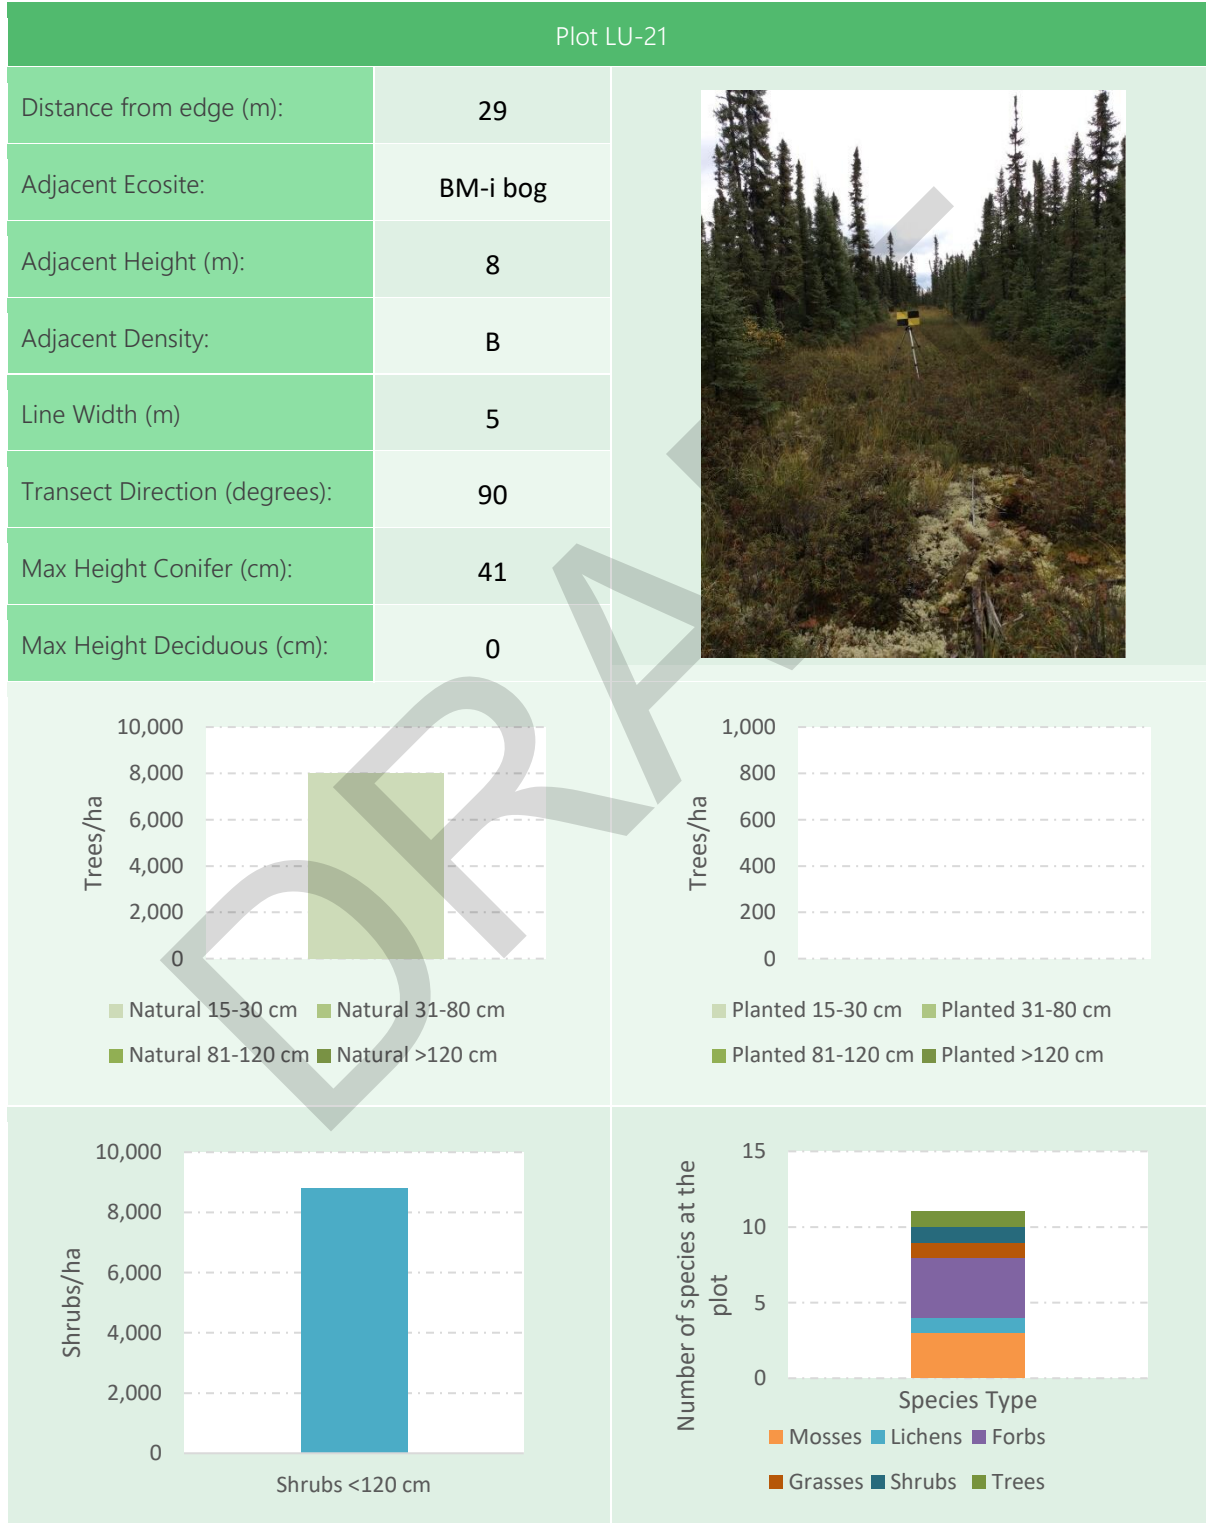 Plot LU-21
Distance from edge (m): 29
Adjacent Ecosite: BM-i bog
Adjacent Height (m): 8
Adjacent Density: B
Line Width (m) 5
Transect Direction (degrees): 90
Max Height Conifer (cm): 41
Max Height Deciduous (cm): 0
DRAFT
Trees/ha
10,000
8,000
6,000
4,000
2,000
0
Natural 15-30 cm Natural 31-80 cm
Natural 81-120 cm Natural >120 cm
Trees/ha
1,000
800
600
400
200
0
Planted 15-30 cm Planted 31-80 cm
Planted 81-120 cm Planted >120 cm
Shrubs/ha
10,000
8,000
6,000
4,000
2,000
0
Shrubs <120 cm
Number of species at the
plot
15
10
5
0
Species Type
Mosses Lichens Forbs
Grasses Shrubs Trees